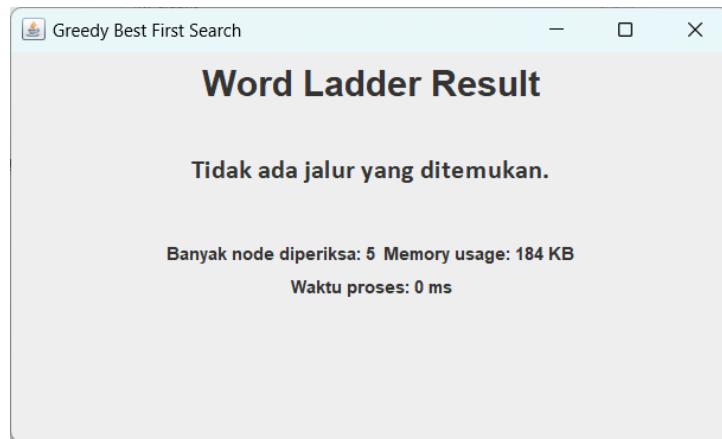 Greedy Best First Search
Word Ladder Result
Tidak ada jalur yang ditemukan.
Banyak node diperiksa: 5 Memory usage: 184 KB
Waktu proses: 0 ms